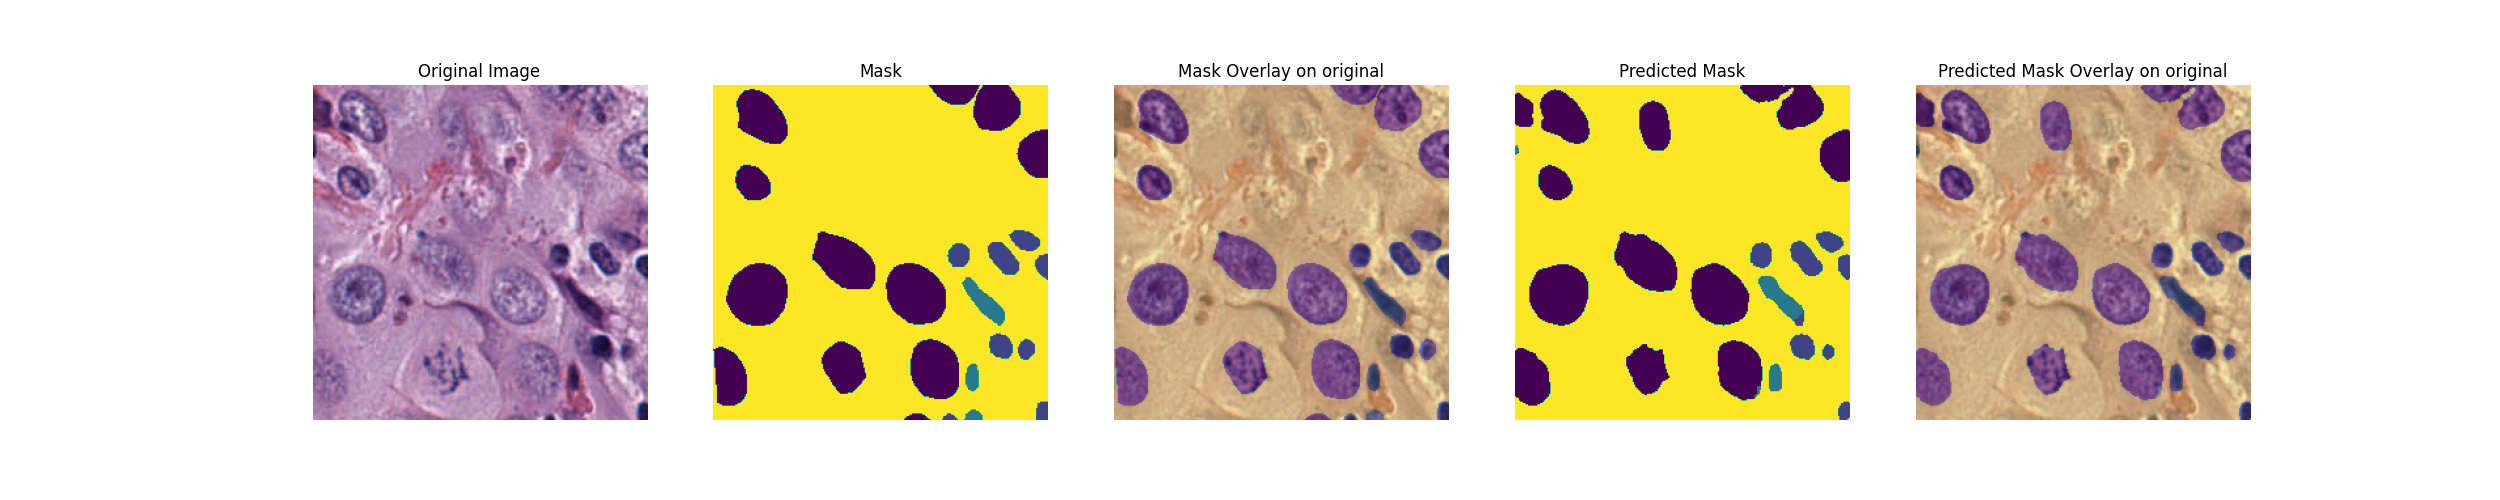 Original Image
Mask
Mask Overlay on original
Predicted Mask
Predicted Mask Overlay on original